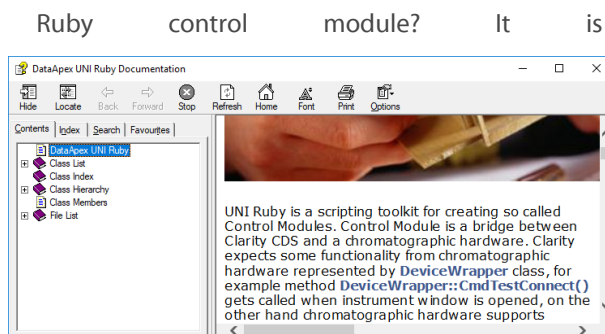 Ruby control module? It is
DataApex UNI Ruby Documentation
Hide Locate Back Forward Stop Refresh Home Font Print Options
Contents Index Search Favourites
DataApex UNI Ruby
Class List
Class Index
Class Hierarchy
Class Members
File List
UNI Ruby is a scripting toolkit for creating so called
Control Modules. Control Module is a bridge between
Clarity CDS and a chromatographic hardware. Clarity
expects some functionality from chromatographic
hardware represented by DeviceWrapper class, for
example method DeviceWrapper::CmdTestConnect()
gets called when instrument window is opened, on the
other hand chromatographic hardware supports